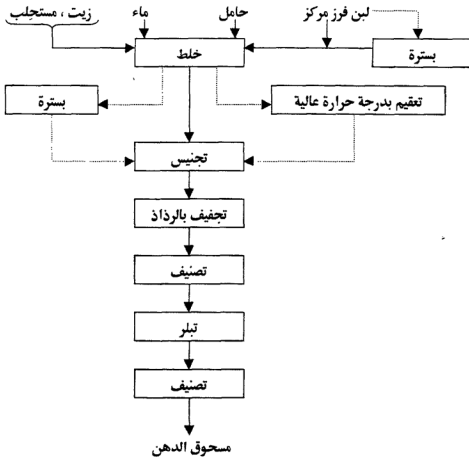 لبن فرز مركز
حامل
ماء
زيت ، مستحلب
بسترة
خلط
تعقيم بدرجة حرارة عالية
بسترة
تجنيس
تجفيف بالرذاذ
تصنيف
تبلر
تصنيف
مسحوق الدهن